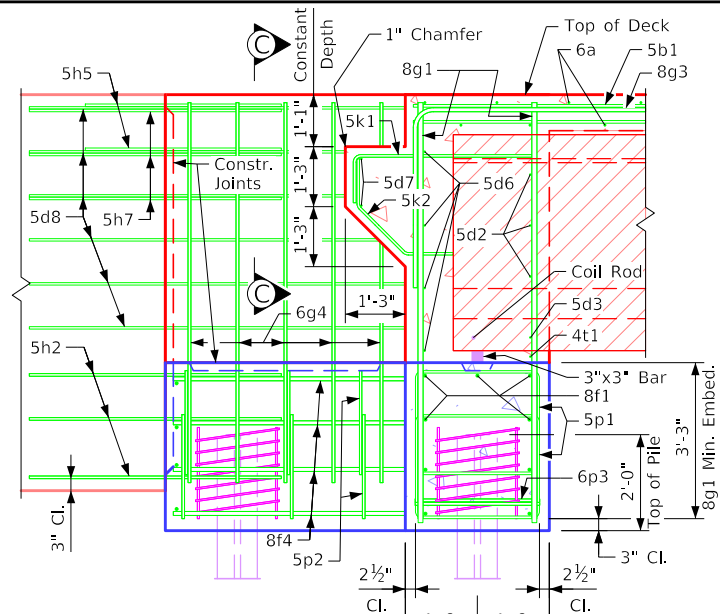 C
Constant
Depth
1" Chamfer
Top of Deck
6a
5b1
8g3
8g1
5h5
1'-1"
5k1
Constr.
Joints
1'-3"
5d7
5k2
5d6
5d8
5h7
5d2
1'-3"
Coil Rod
C
1'-3"
6g4
5d3
4t1
5h2
3"x3" Bar
8f1
5p1
3'-3"
8g1 Min. Embed.
2'-0"
Top of Pile
6p3
3" Cl.
8f4
5p2
3" Cl.
2½"
Cl.
2½"
Cl.